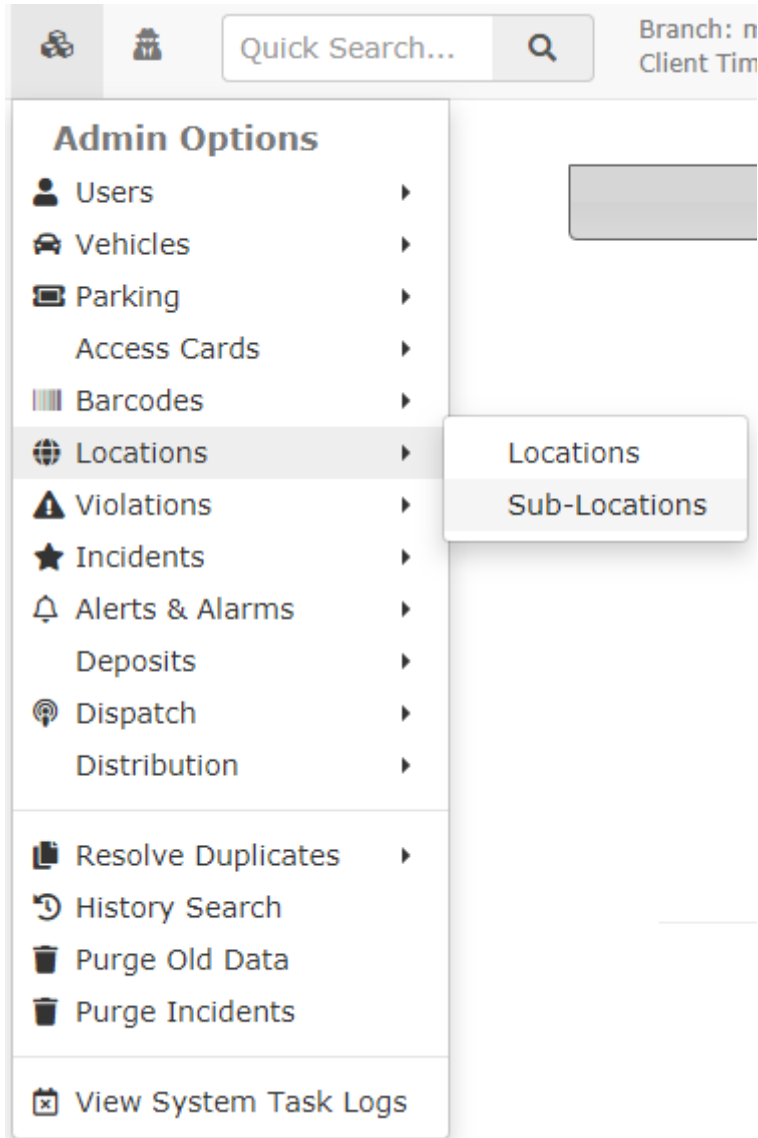 Quick Search...
Branch:
Client
Admin Options
Users
Vehicles
Parking
Access Cards
Barcodes
Locations
Locations
Sub-Locations
Violations
Incidents
Alerts & Alarms
Deposits
Dispatch
Distribution
Resolve Duplicates
History Search
Purge Old Data
Purge Incidents
View System Task Logs